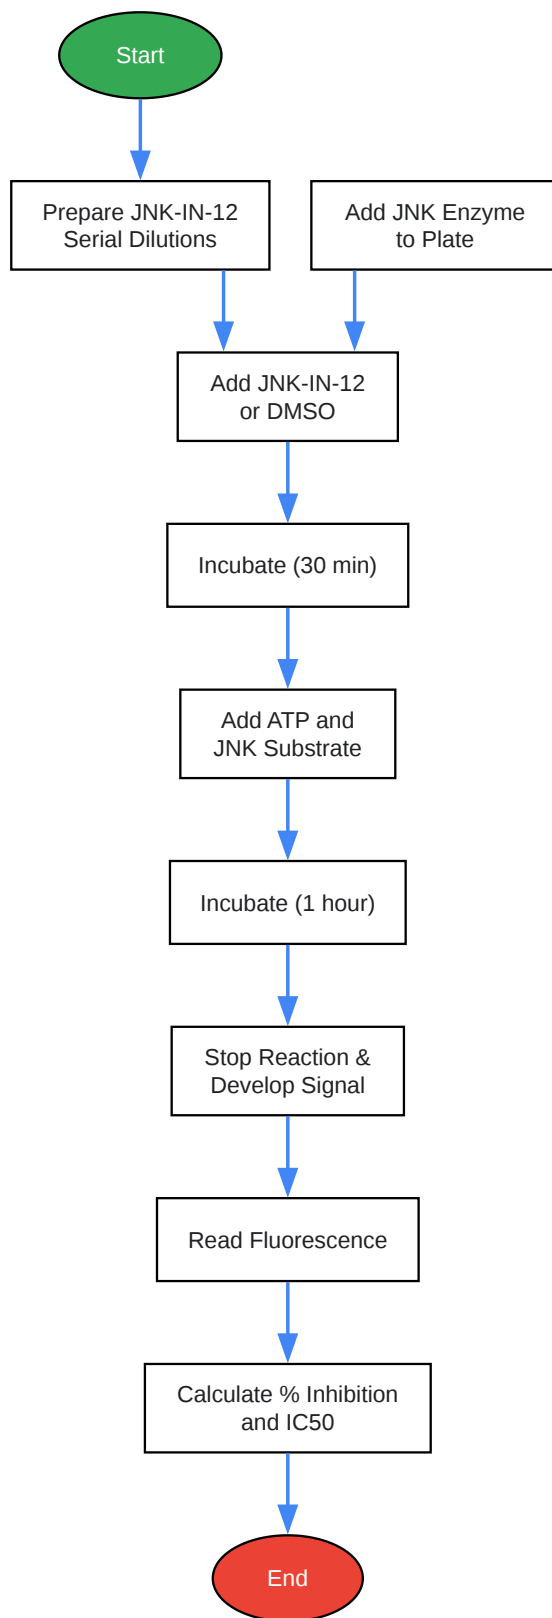 Start
Prepare JNK-IN-12
Serial Dilutions
Add JNK Enzyme
to Plate
Add JNK-IN-12
or DMSO
Incubate (30 min)
Add ATP and
JNK Substrate
Incubate (1 hour)
Stop Reaction &
Develop Signal
Read Fluorescence
Calculate % Inhibition
and IC50
End